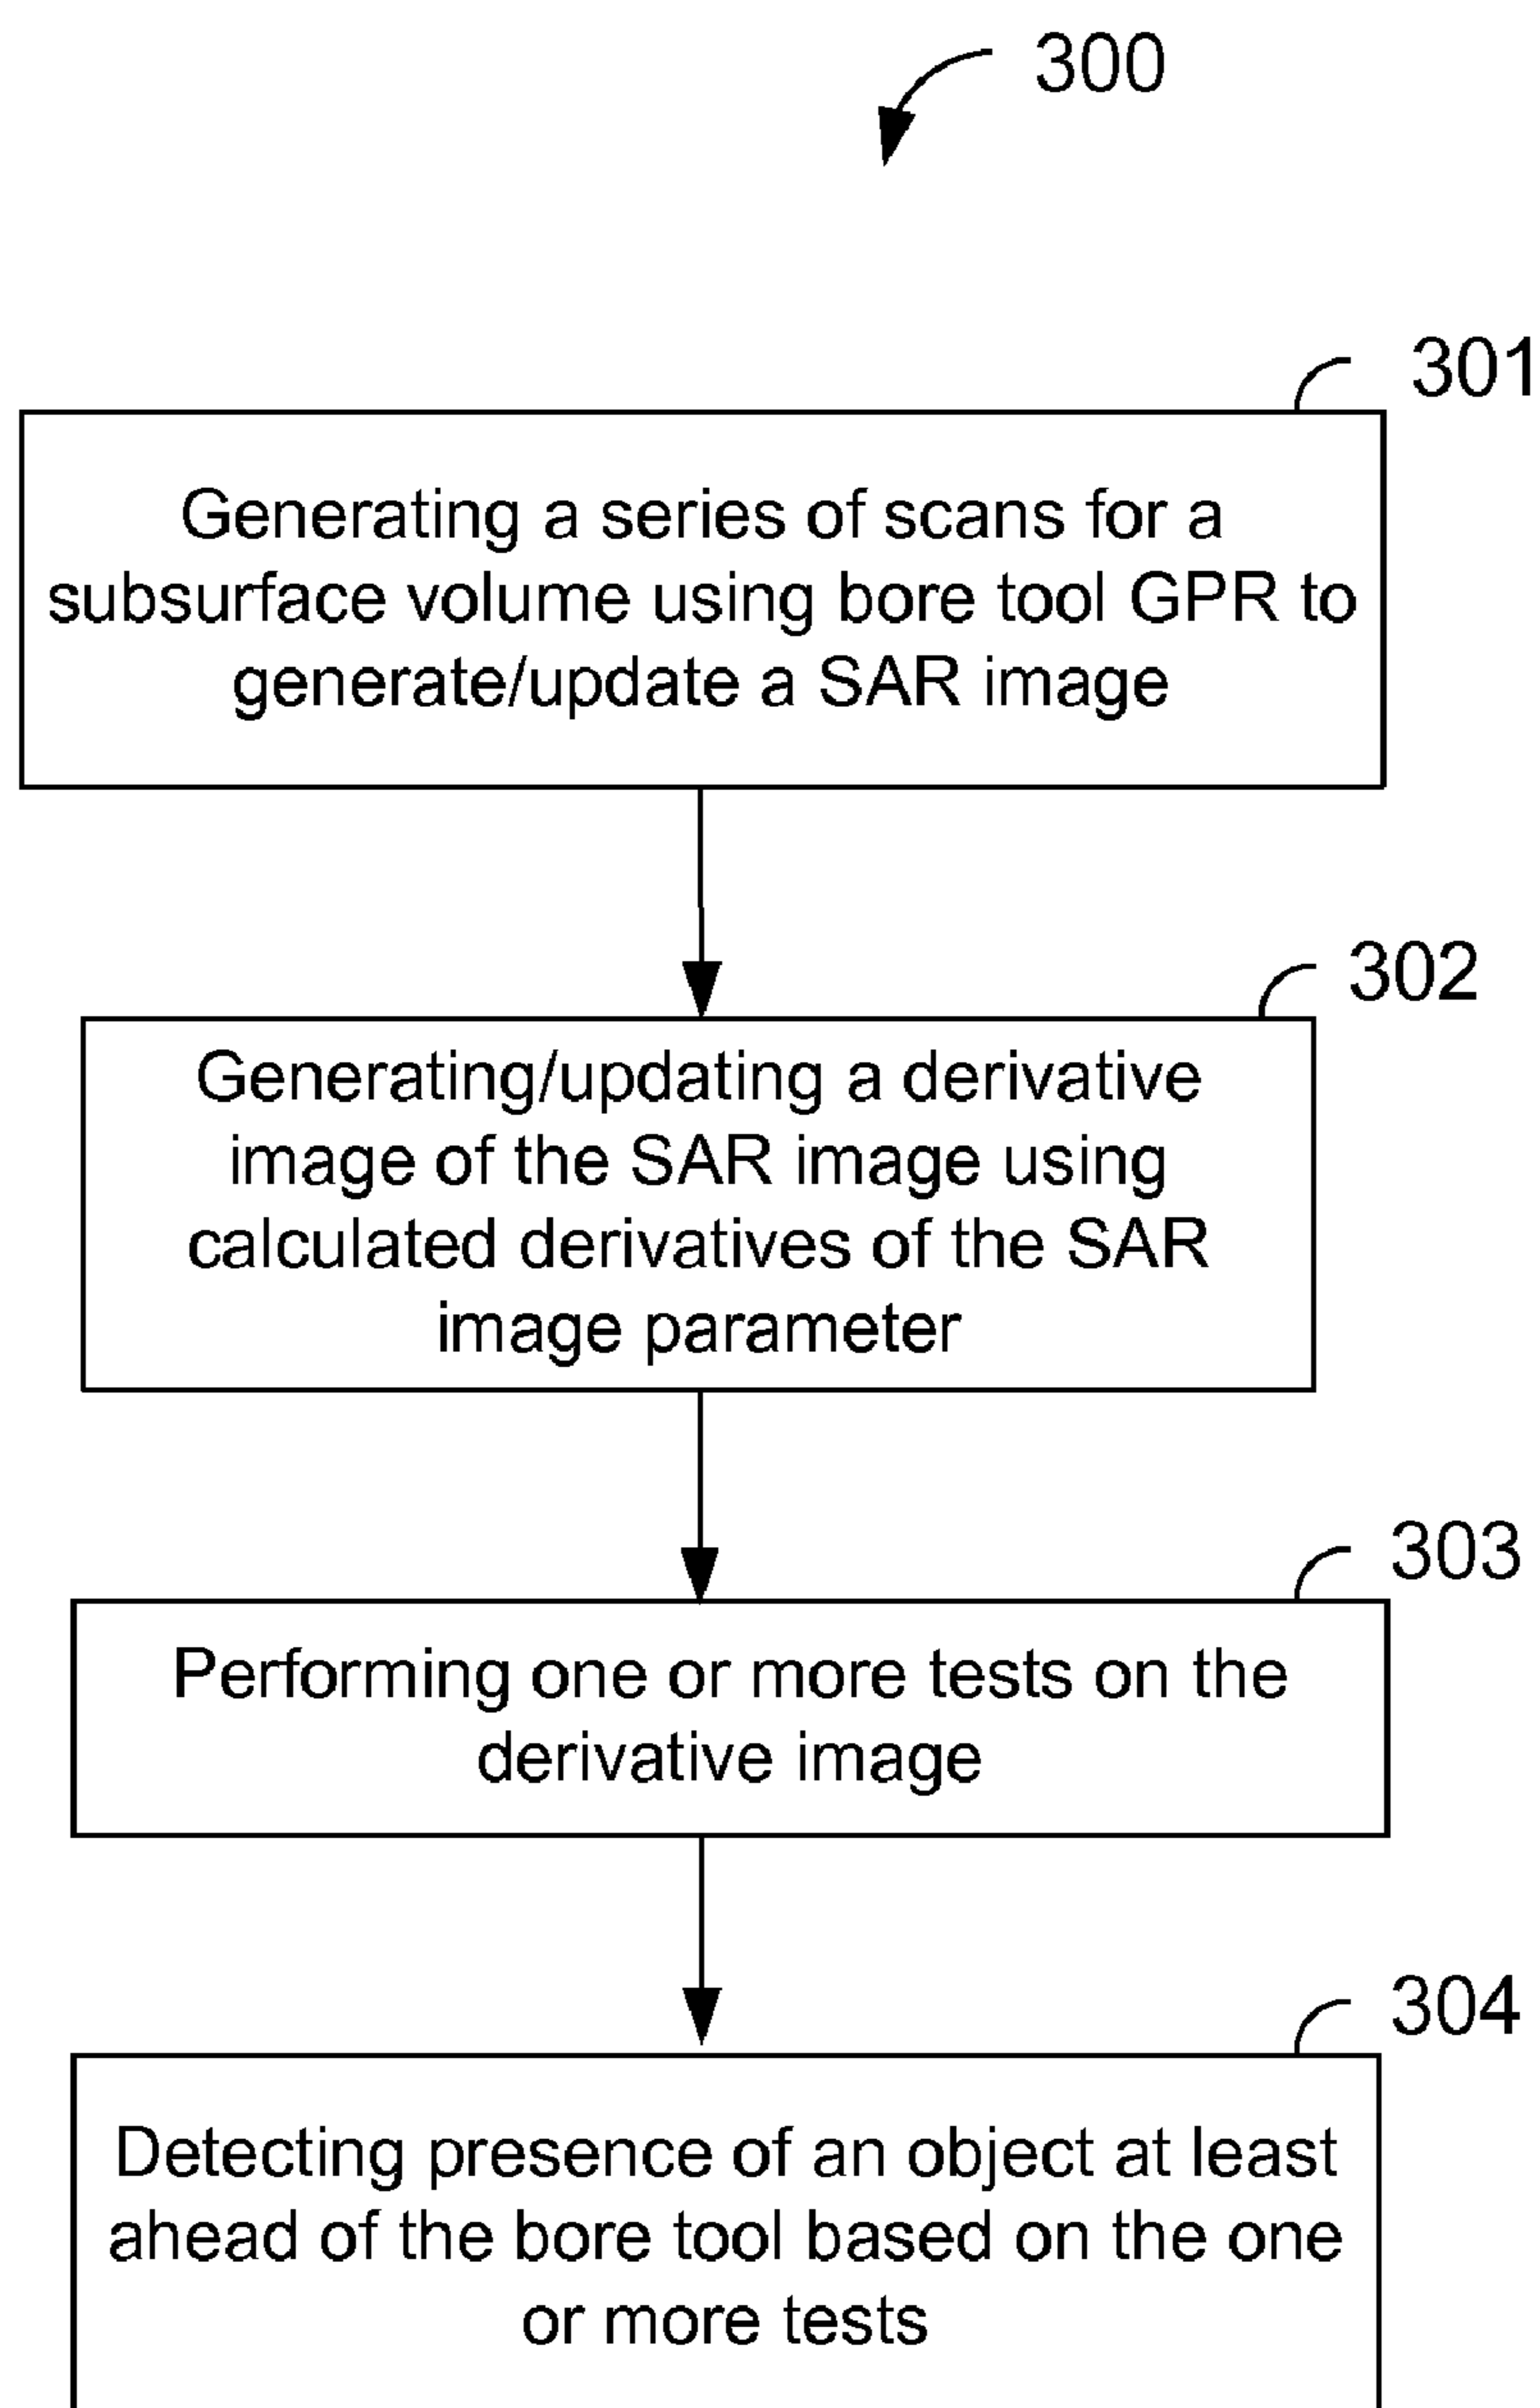 300
301
Generating a series of scans for a
subsurface volume using bore tool GPR to
generate/update a SAR image
302
Generating/updating a derivative
image of the SAR image using
calculated derivatives of the SAR
image parameter
303
Performing one or more tests on the
derivative image
304
Detecting presence of an object at least
ahead of the bore tool based on the one
or more tests